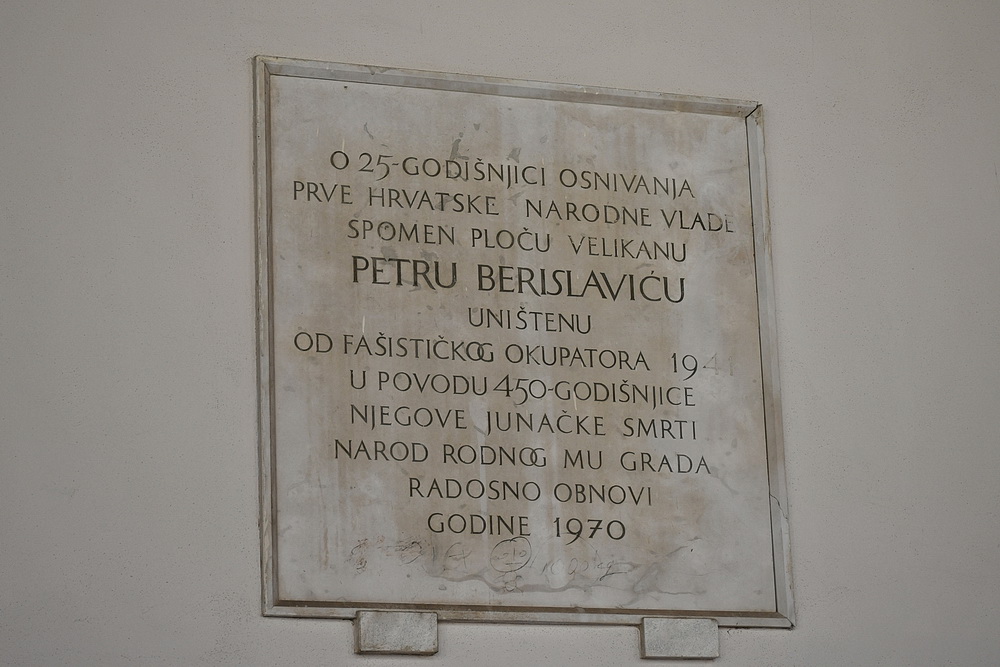 O 25-GODIŠNJICI OSNIVANJA
PRVE HRVATSKE NARODNE VLADE
SPOMEN PLOČU VELIKANU
PETRU BERISLAVIĆU
UNIŠTENU
OD FAŠISTIČKOG OKUPATORA 1941
U POVODU 450-GODIŠNJICE
NJEGOVE JUNAČKE SMRTI
NAROD RODNOG MU GRADA
RADOSNO OBNOVI
GODINE 1970